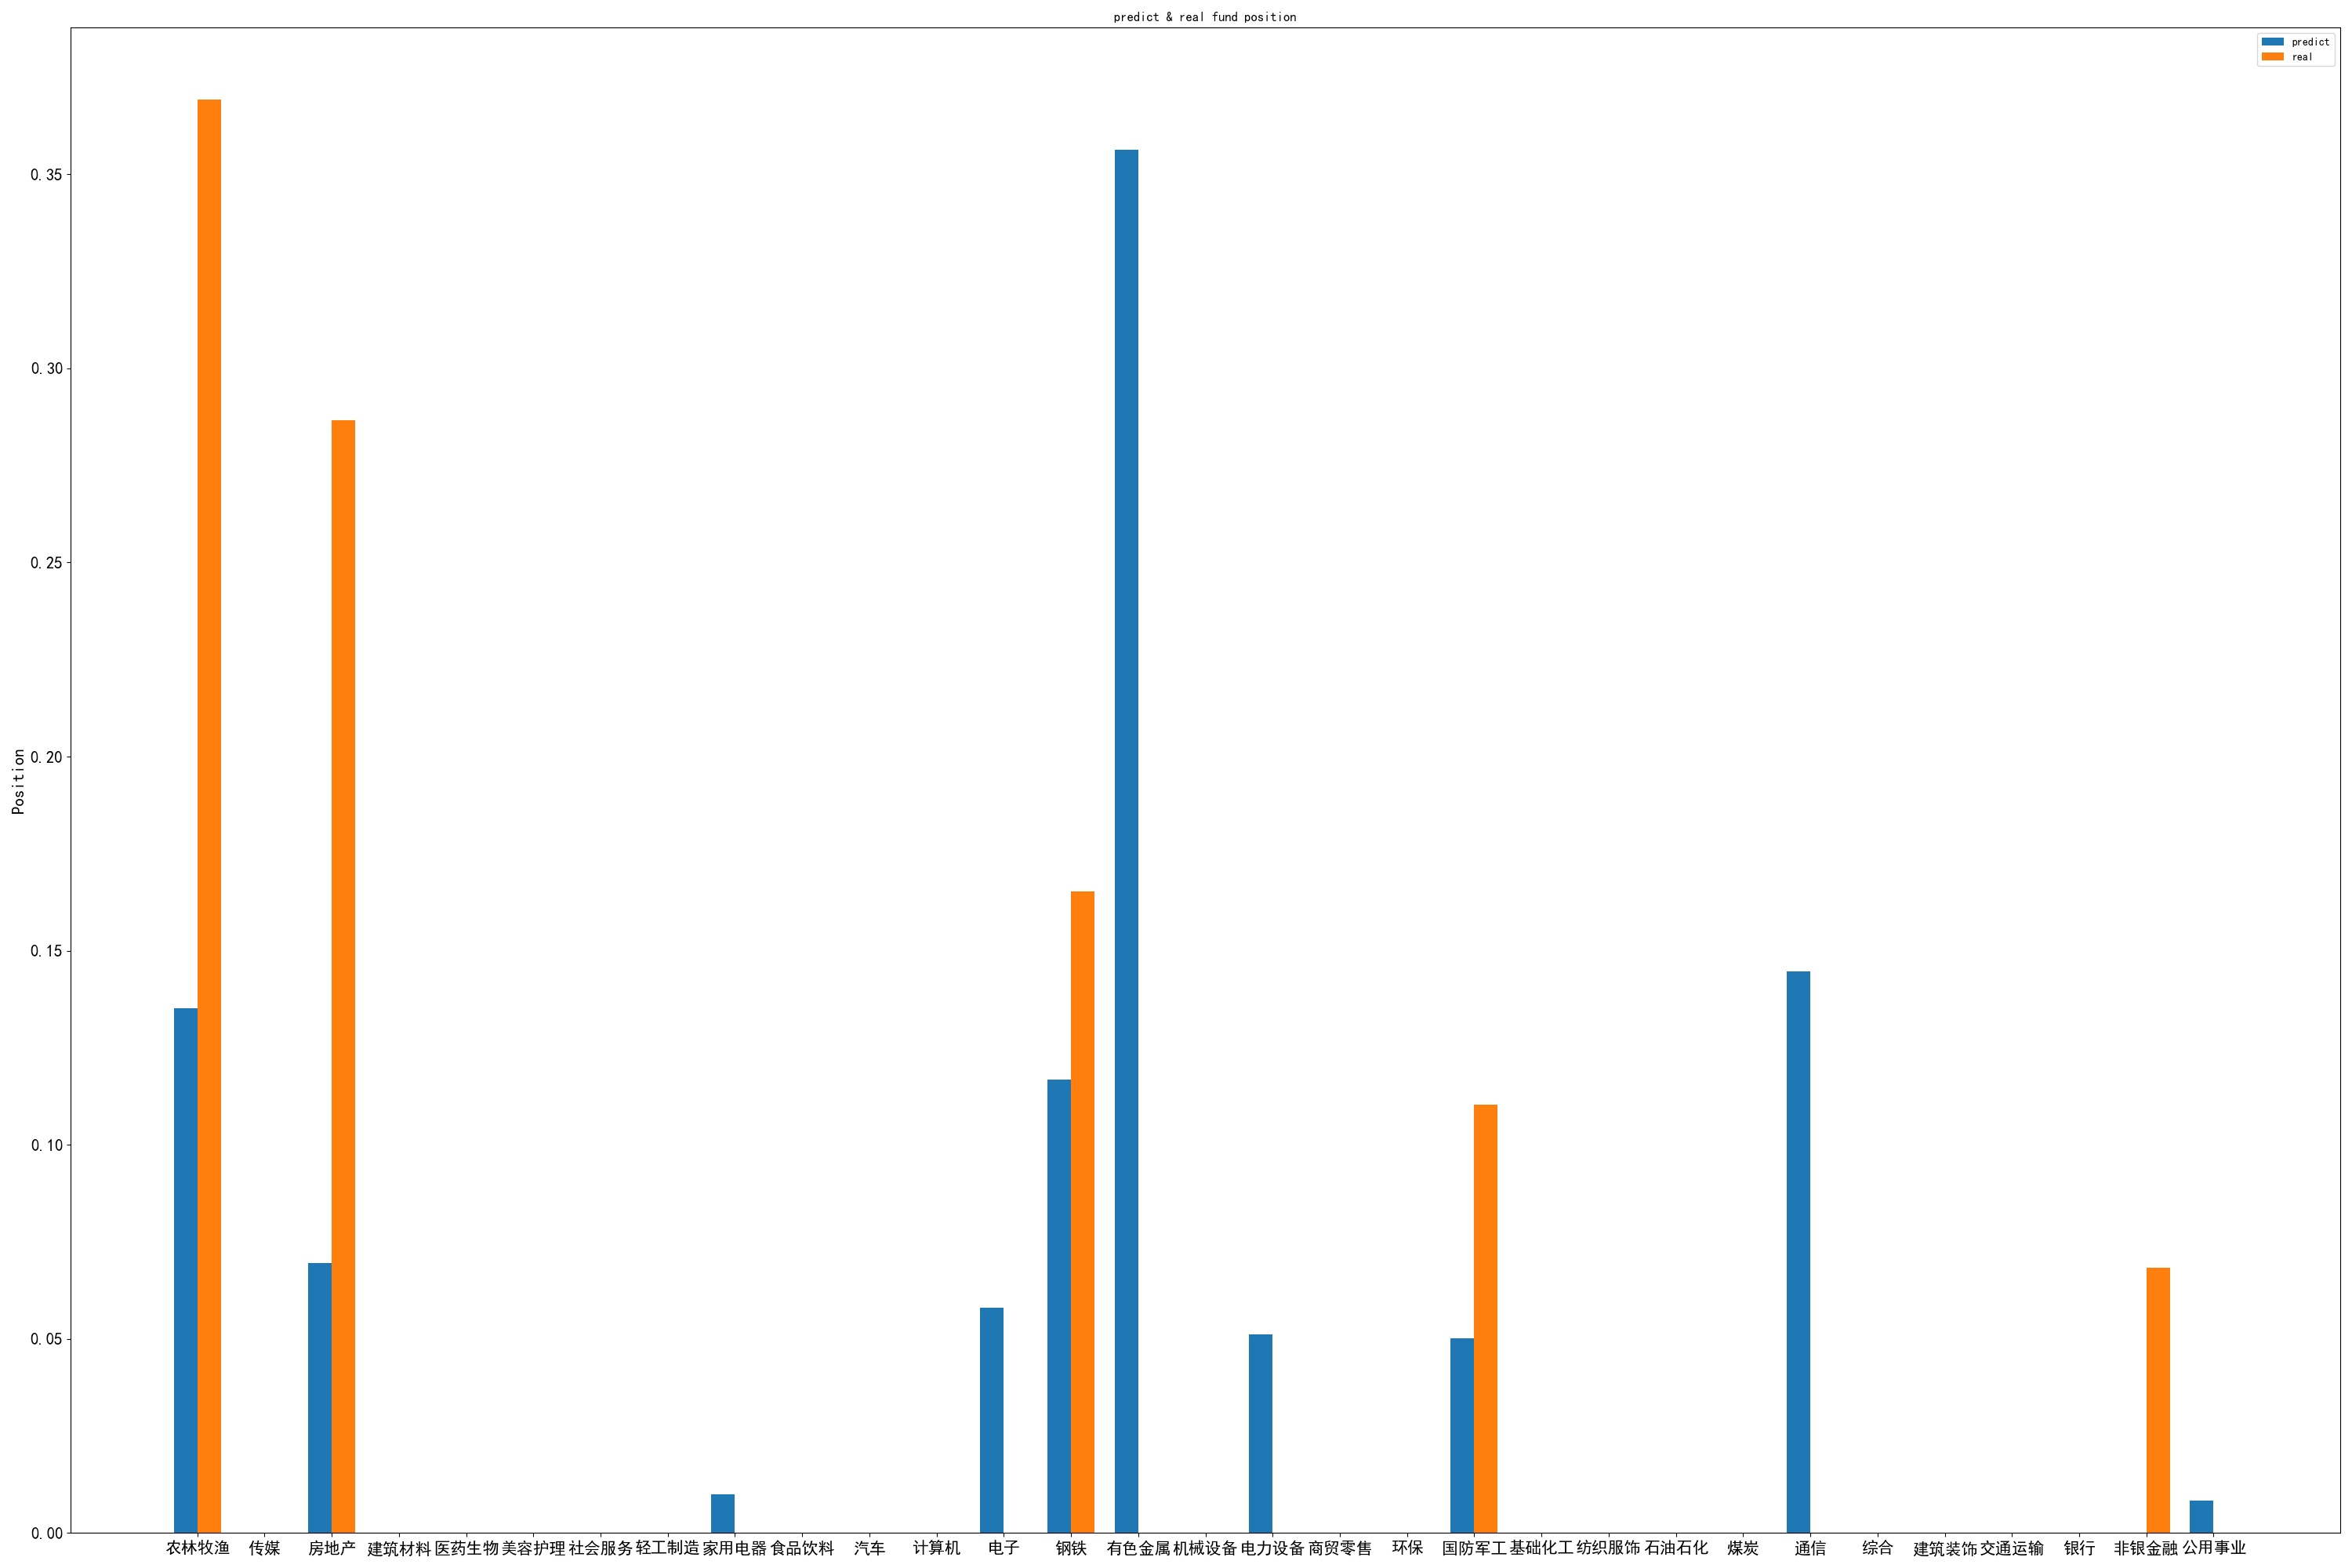 predict & real fund position
predict
real
Position
0.35
0.30
0.25
0.20
0.15
0.10
0.05
0.00
农林牧渔 传媒 房地产 建筑材料 医药生物 美容护理 社会服务 轻工制造 家用电器 食品饮料 汽车 计算机 电子 钢铁 有色金属 机械设备 电力设备 商贸零售 环保 国防军工 基础化工 纺织服饰 石油石化 煤炭 通信 综合 建筑装饰 交通运输 银行 非银金融 公用事业